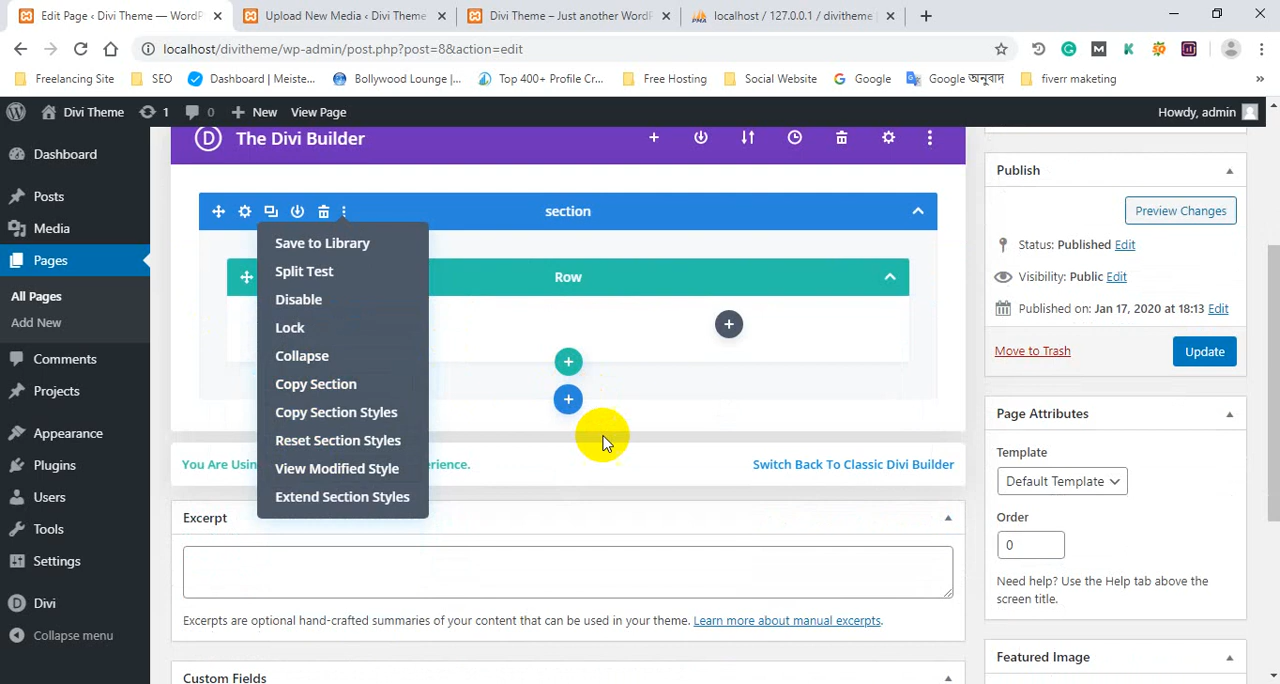 Edit Page ‹ Divi Theme — WordP
Upload New Media ‹ Divi Theme
Divi Theme – Just another WordP
localhost / 127.0.0.1 / divitheme
localhost/divitheme/wp-admin/post.php?post=8&action=edit
Freelancing Site
SEO
Dashboard | Meiste...
Bollywood Lounge |...
Top 400+ Profile Cr...
Free Hosting
Social Website
Google
Google অনুবাদ
fiverr maketing
Divi Theme
1
0
New
View Page
Howdy, admin
Dashboard
Posts
Media
Pages
All Pages
Add New
Comments
Projects
Appearance
Plugins
Users
Tools
Settings
Divi
Collapse menu
The Divi Builder
section
Save to Library
Split Test
Disable
Lock
Collapse
Copy Section
Copy Section Styles
Reset Section Styles
View Modified Style
Extend Section Styles
Row
You Are Usin
erience.
Switch Back To Classic Divi Builder
Excerpt
Excerpts are optional hand-crafted summaries of your content that can be used in your theme. Learn more about manual excerpts.
Custom Fields
Publish
Preview Changes
Status: Published Edit
Visibility: Public Edit
Published on: Jan 17, 2020 at 18:13 Edit
Move to Trash
Update
Page Attributes
Template
Default Template
Order
0
Need help? Use the Help tab above the
screen title.
Featured Image